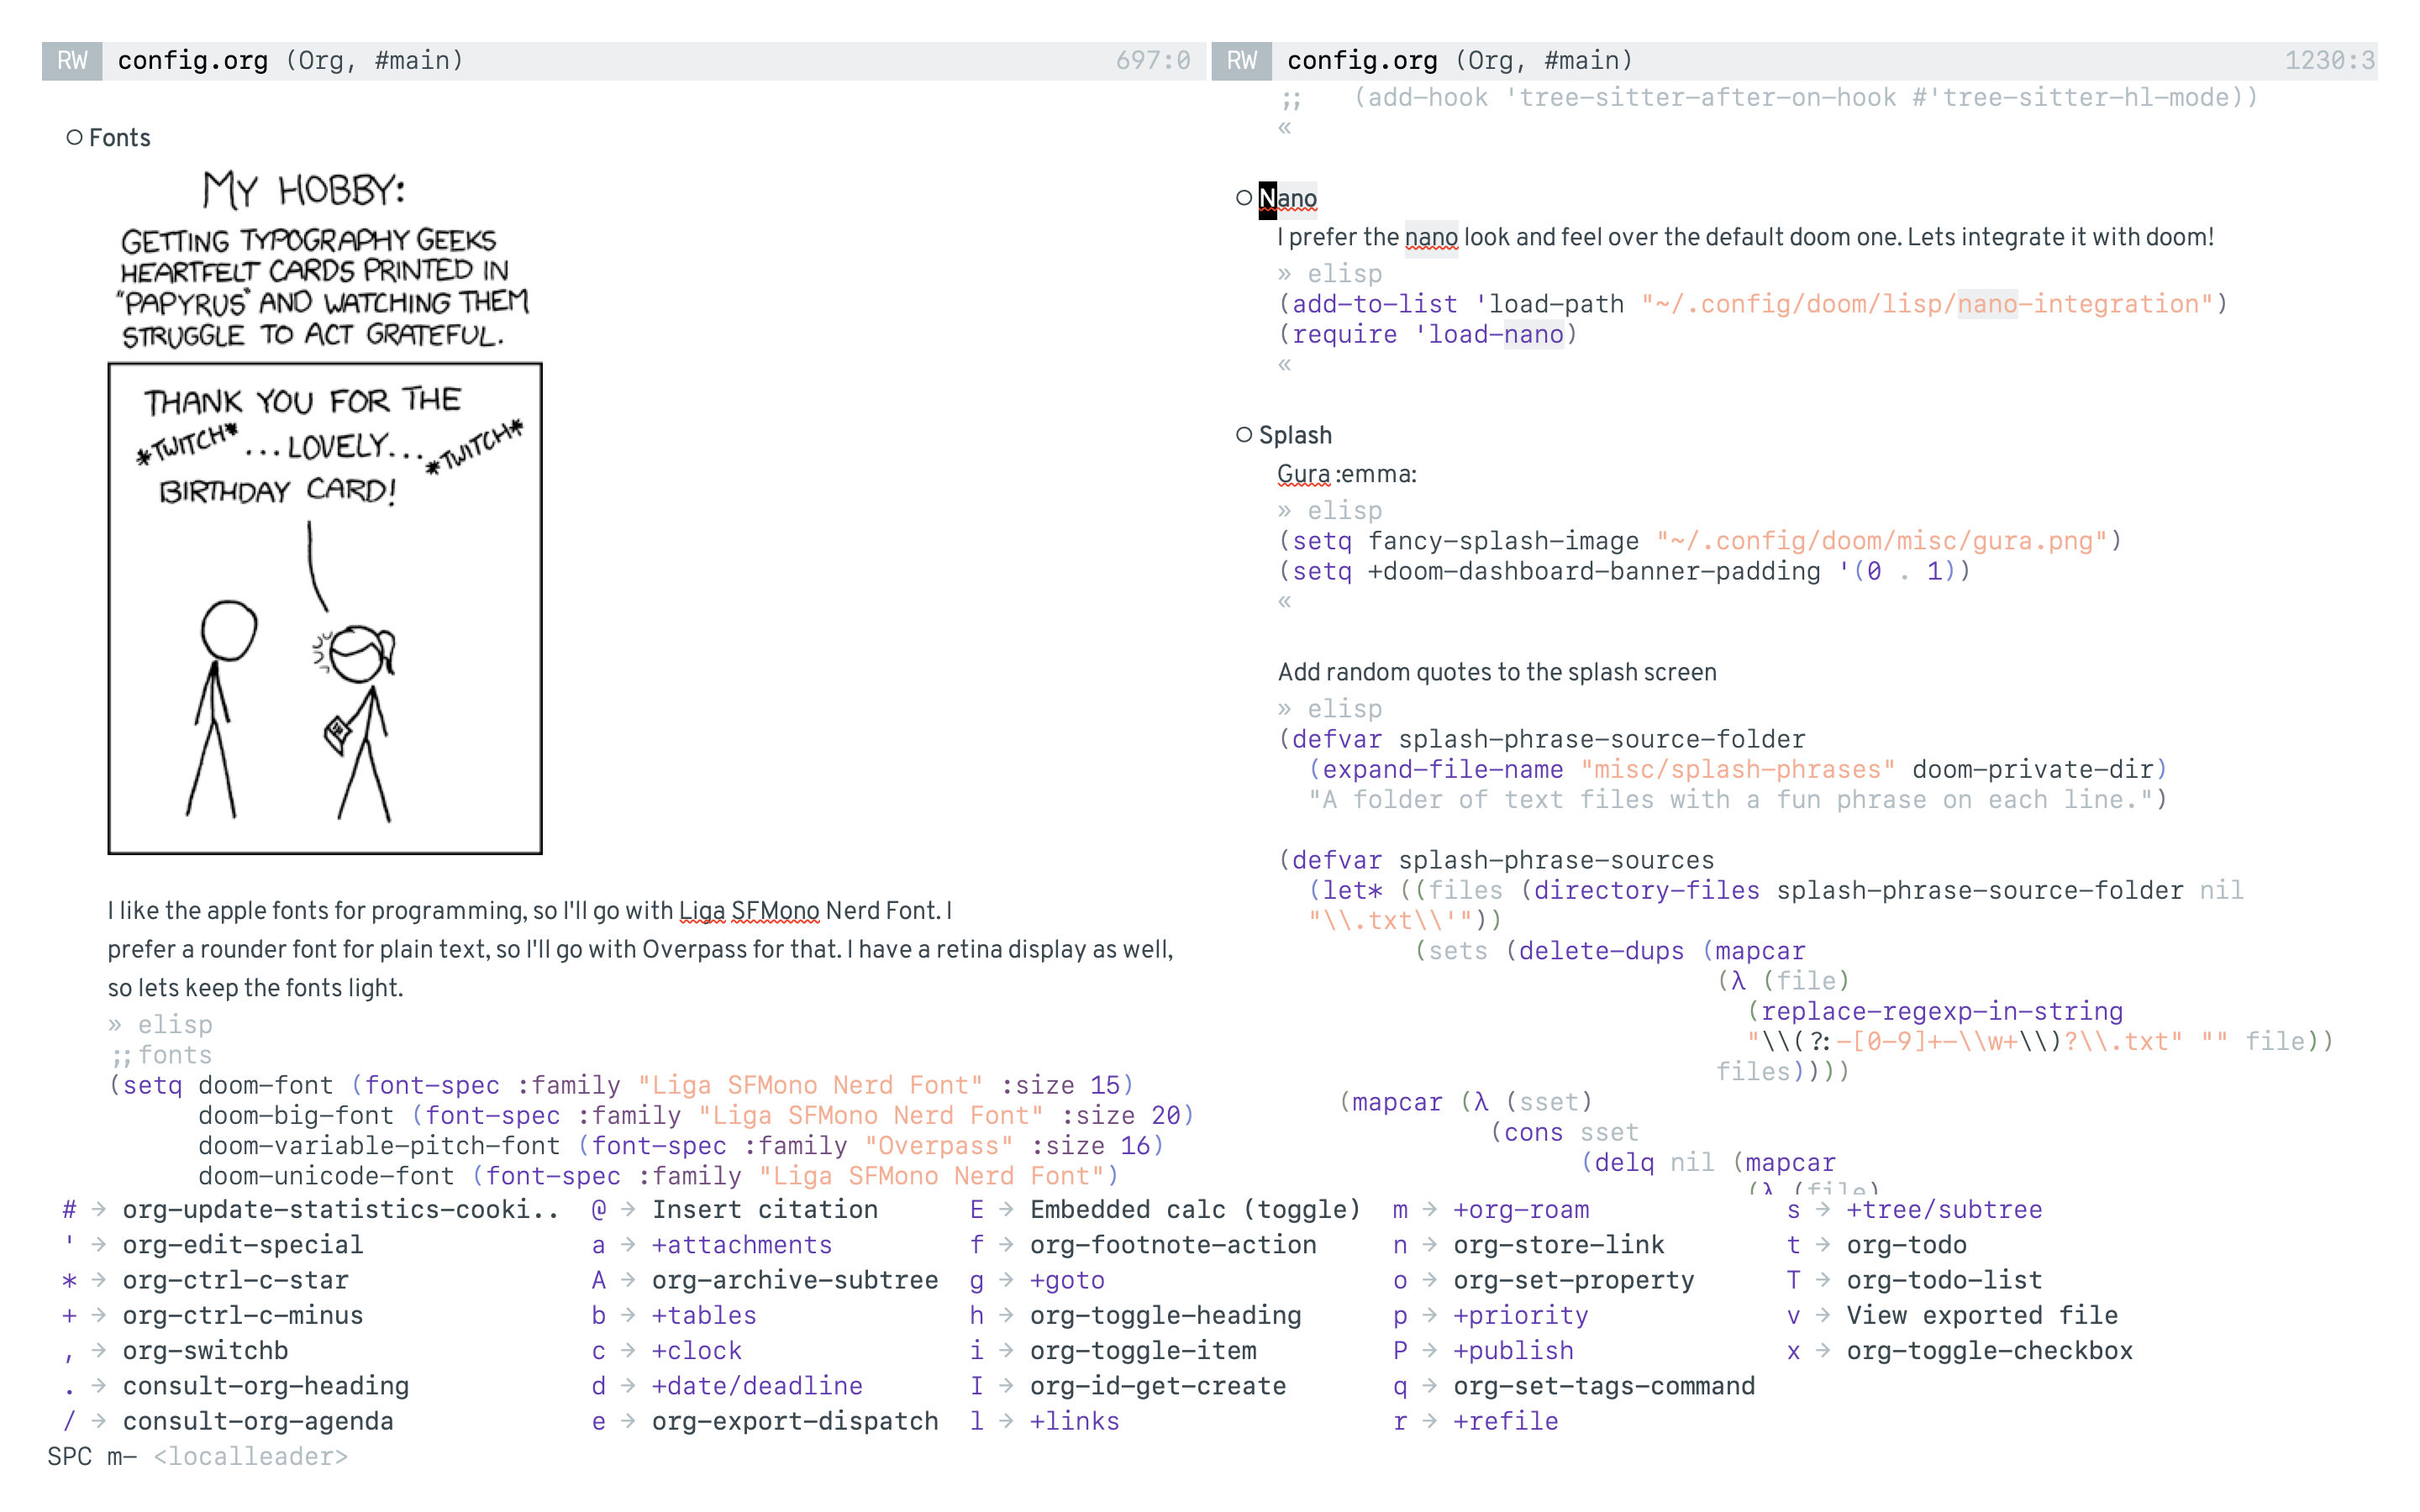 RW config.org (Org, #main) 697:0
○ Fonts
MY HOBBY:
GETTING TYPOGRAPHY GEEKS
HEARTFELT CARDS PRINTED IN
"PAPYRUS" AND WATCHING THEM
STRUGGLE TO ACT GRATEFUL.
THANK YOU FOR THE
*TWITCH* ...LOVELY... *TWITCH*
BIRTHDAY CARD!
I like the apple fonts for programming, so I'll go with Liga SFMono Nerd Font. I
prefer a rounder font for plain text, so I'll go with Overpass for that. I have a retina display as well,
so lets keep the fonts light.
» elisp
;;fonts
(setq doom-font (font-spec :family "Liga SFMono Nerd Font" :size 15)
doom-big-font (font-spec :family "Liga SFMono Nerd Font" :size 20)
doom-variable-pitch-font (font-spec :family "Overpass" :size 16)
doom-unicode-font (font-spec :family "Liga SFMono Nerd Font")
RW config.org (Org, #main) 1230:3
;; (add-hook 'tree-sitter-after-on-hook #'tree-sitter-hl-mode))
«
○ Nano
I prefer the nano look and feel over the default doom one. Lets integrate it with doom!
» elisp
(add-to-list 'load-path "~/.config/doom/lisp/nano-integration")
(require 'load-nano)
«
○ Splash
Gura :emma:
» elisp
(setq fancy-splash-image "~/.config/doom/misc/gura.png")
(setq +doom-dashboard-banner-padding '(0 . 1))
«
Add random quotes to the splash screen
» elisp
(defvar splash-phrase-source-folder
(expand-file-name "misc/splash-phrases" doom-private-dir)
"A folder of text files with a fun phrase on each line.")
(defvar splash-phrase-sources
(let* ((files (directory-files splash-phrase-source-folder nil
"\\.txt\\'"))
(sets (delete-dups (mapcar
(λ (file)
(replace-regexp-in-string
"\\(?:-[0-9]+-\\w+\\)?\\.txt" "" file))
files))))
(mapcar (λ (sset)
(cons sset
(delq nil (mapcar
(λ (file)
# → org-update-statistics-cooki.. @ → Insert citation E → Embedded calc (toggle) m → +org-roam s → +tree/subtree
' → org-edit-special a → +attachments f → org-footnote-action n → org-store-link t → org-todo
* → org-ctrl-c-star A → org-archive-subtree g → +goto o → org-set-property T → org-todo-list
+ → org-ctrl-c-minus b → +tables h → org-toggle-heading p → +priority v → View exported file
, → org-switchb c → +clock i → org-toggle-item P → +publish x → org-toggle-checkbox
. → consult-org-heading d → +date/deadline I → org-id-get-create q → org-set-tags-command
/ → consult-org-agenda e → org-export-dispatch l → +links r → +refile
SPC m- <localleader>